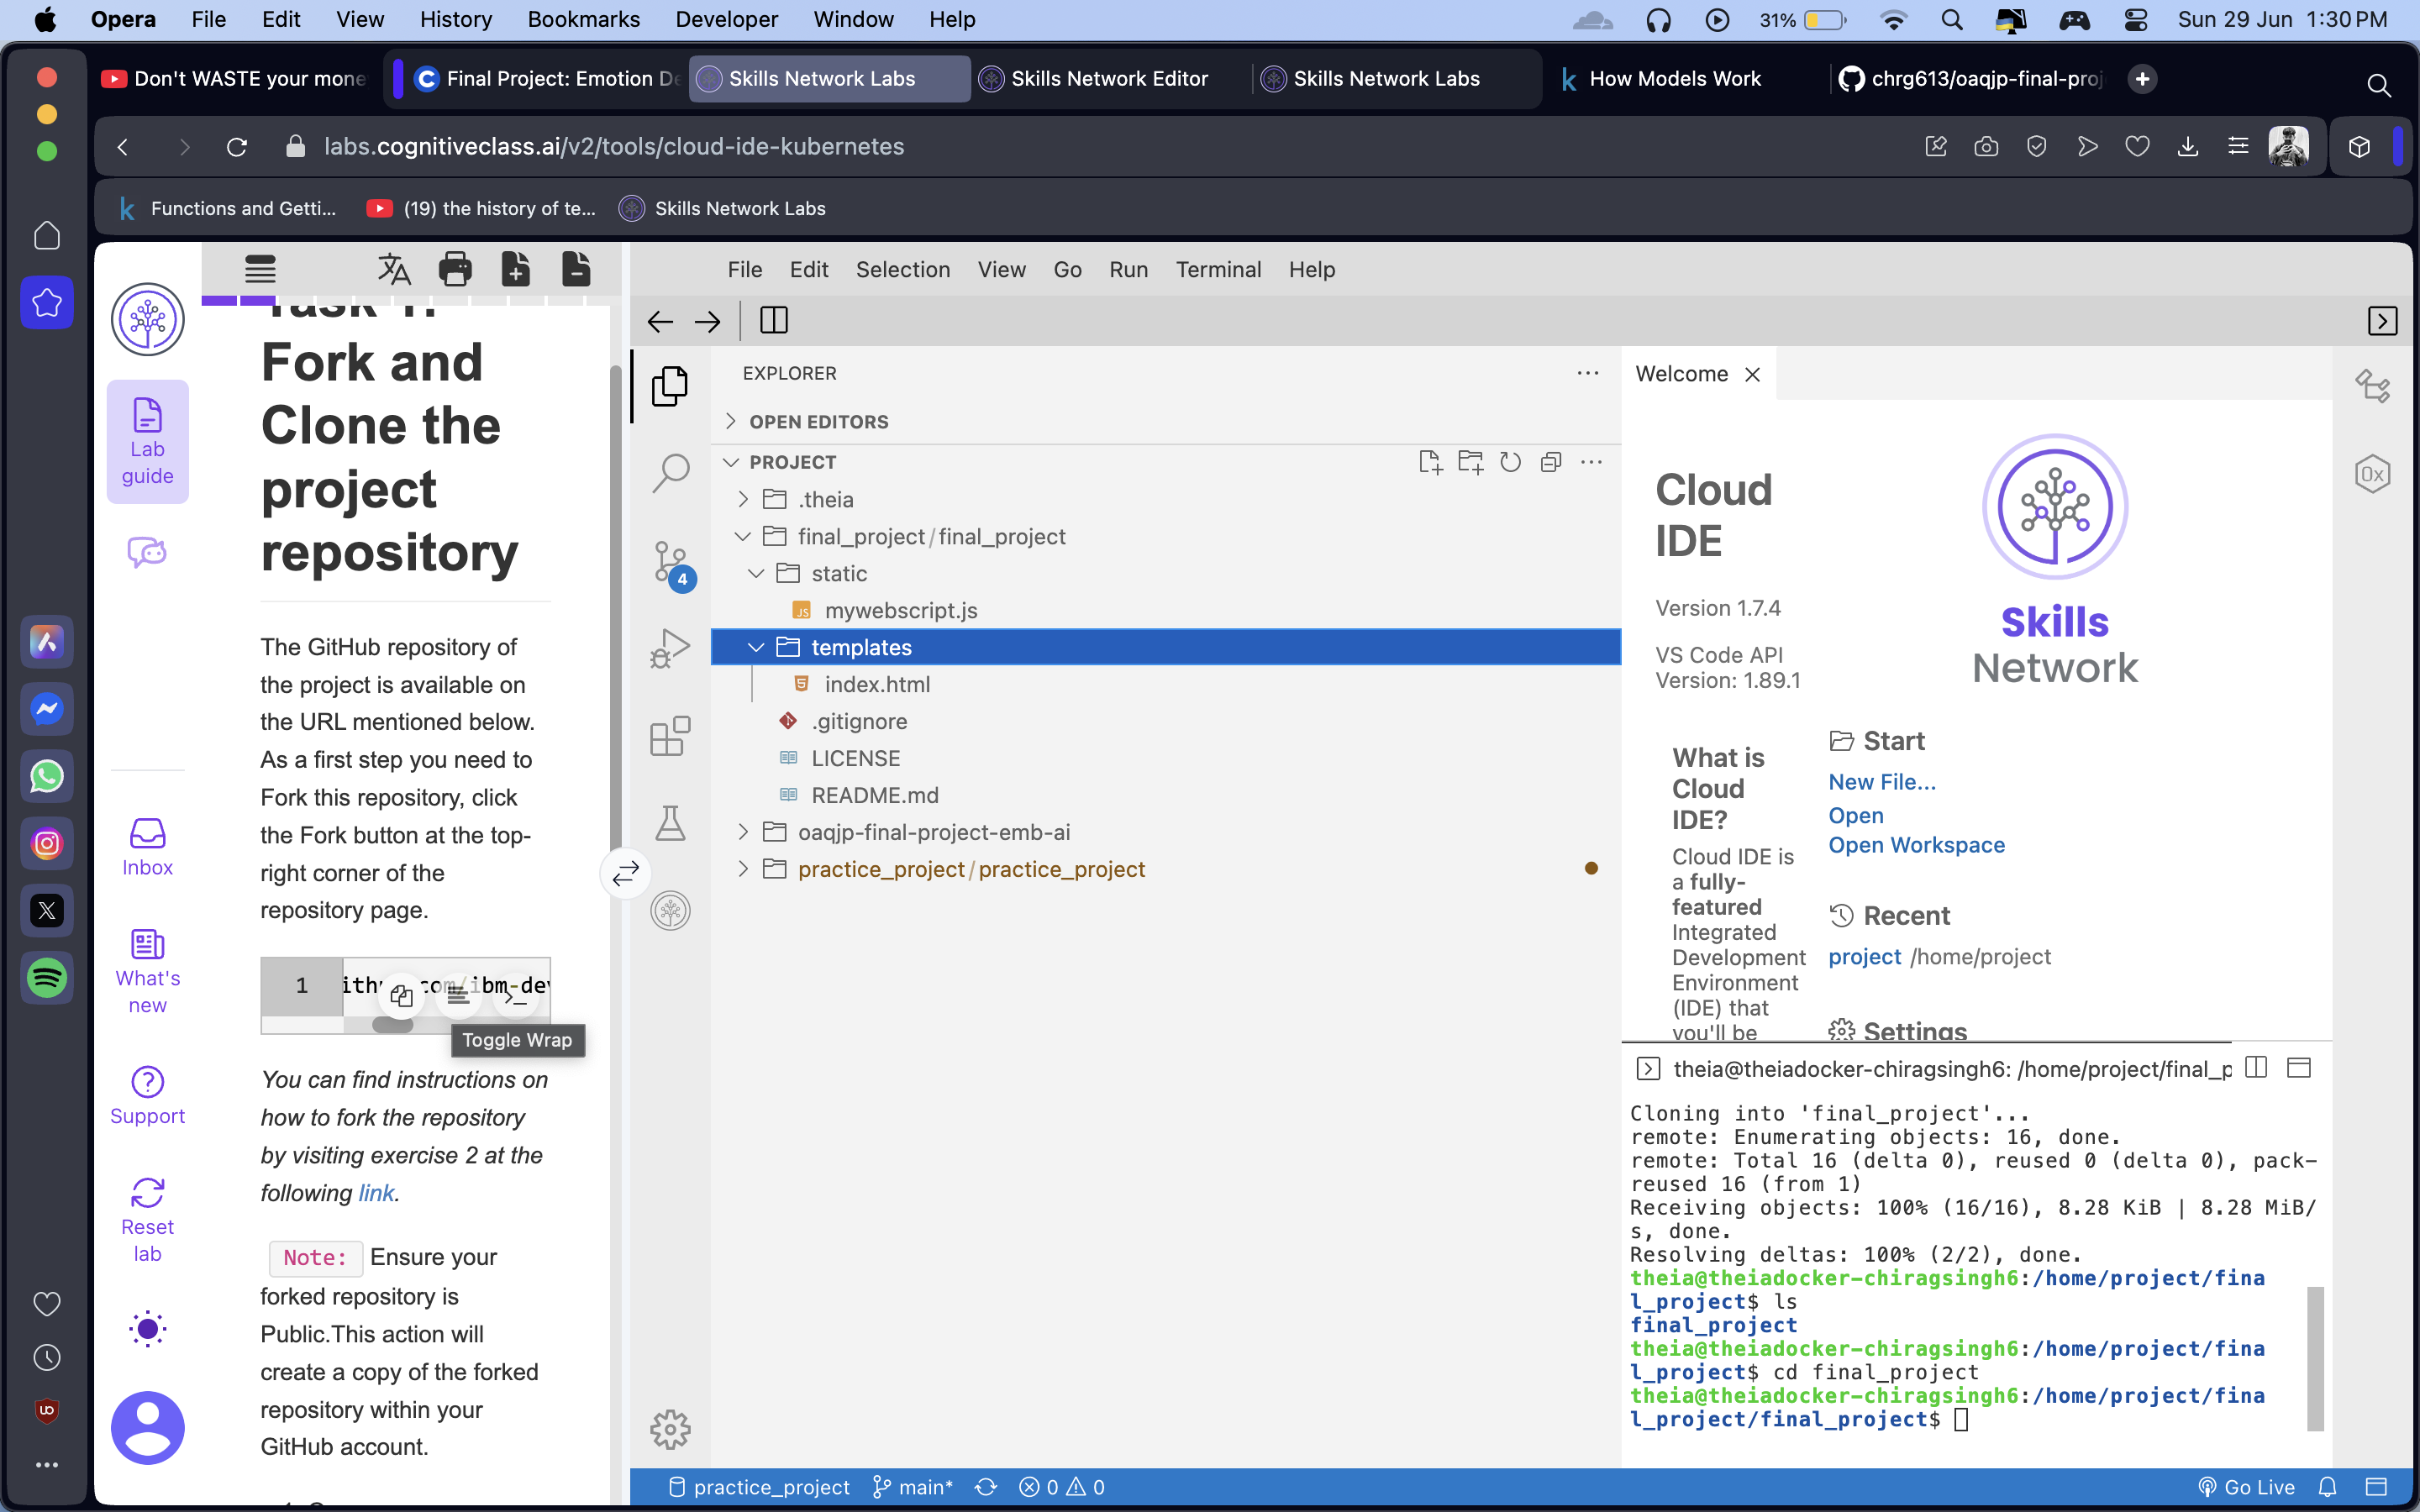 Opera File Edit View History Bookmarks Developer Window Help 31% Sun 29 Jun 1:30 PM
Don't WASTE your mone
Final Project: Emotion De
Skills Network Labs
Skills Network Editor
Skills Network Labs
k How Models Work
chrg613/oaqjp-final-proj
labs.cognitiveclass.ai/v2/tools/cloud-ide-kubernetes
k Functions and Getti...
(19) the history of te...
Skills Network Labs
Lab
guide
Inbox
What's
new
Support
Reset
lab
Task 1:
Fork and
Clone the
project
repository
The GitHub repository of
the project is available on
the URL mentioned below.
As a first step you need to
Fork this repository, click
the Fork button at the top-
right corner of the
repository page.
1
Toggle Wrap
You can find instructions on
how to fork the repository
by visiting exercise 2 at the
following link.
Note: Ensure your
forked repository is
Public.This action will
create a copy of the forked
repository within your
GitHub account.
File Edit Selection View Go Run Terminal Help
EXPLORER
OPEN EDITORS
PROJECT
.theia
final_project/final_project
static
JS mywebscript.js
templates
index.html
.gitignore
LICENSE
README.md
oaqjp-final-project-emb-ai
practice_project/practice_project
4
Welcome
Cloud
IDE
Version 1.7.4
VS Code API
Version: 1.89.1
Skills
Network
What is
Cloud
IDE?
Cloud IDE is
a fully-
featured
Integrated
Development
Environment
(IDE) that
you'll be
Start
New File...
Open
Open Workspace
Recent
project /home/project
Settings
0x
theia@theiadocker-chiragsingh6: /home/project/final_p
Cloning into 'final_project'...
remote: Enumerating objects: 16, done.
remote: Total 16 (delta 0), reused 0 (delta 0), pack-
reused 16 (from 1)
Receiving objects: 100% (16/16), 8.28 KiB | 8.28 MiB/
s, done.
Resolving deltas: 100% (2/2), done.
theia@theiadocker-chiragsingh6:/home/project/fina
l_project$ ls
final_project
theia@theiadocker-chiragsingh6:/home/project/fina
l_project$ cd final_project
theia@theiadocker-chiragsingh6:/home/project/fina
l_project/final_project$
practice_project main* 0 0 Go Live